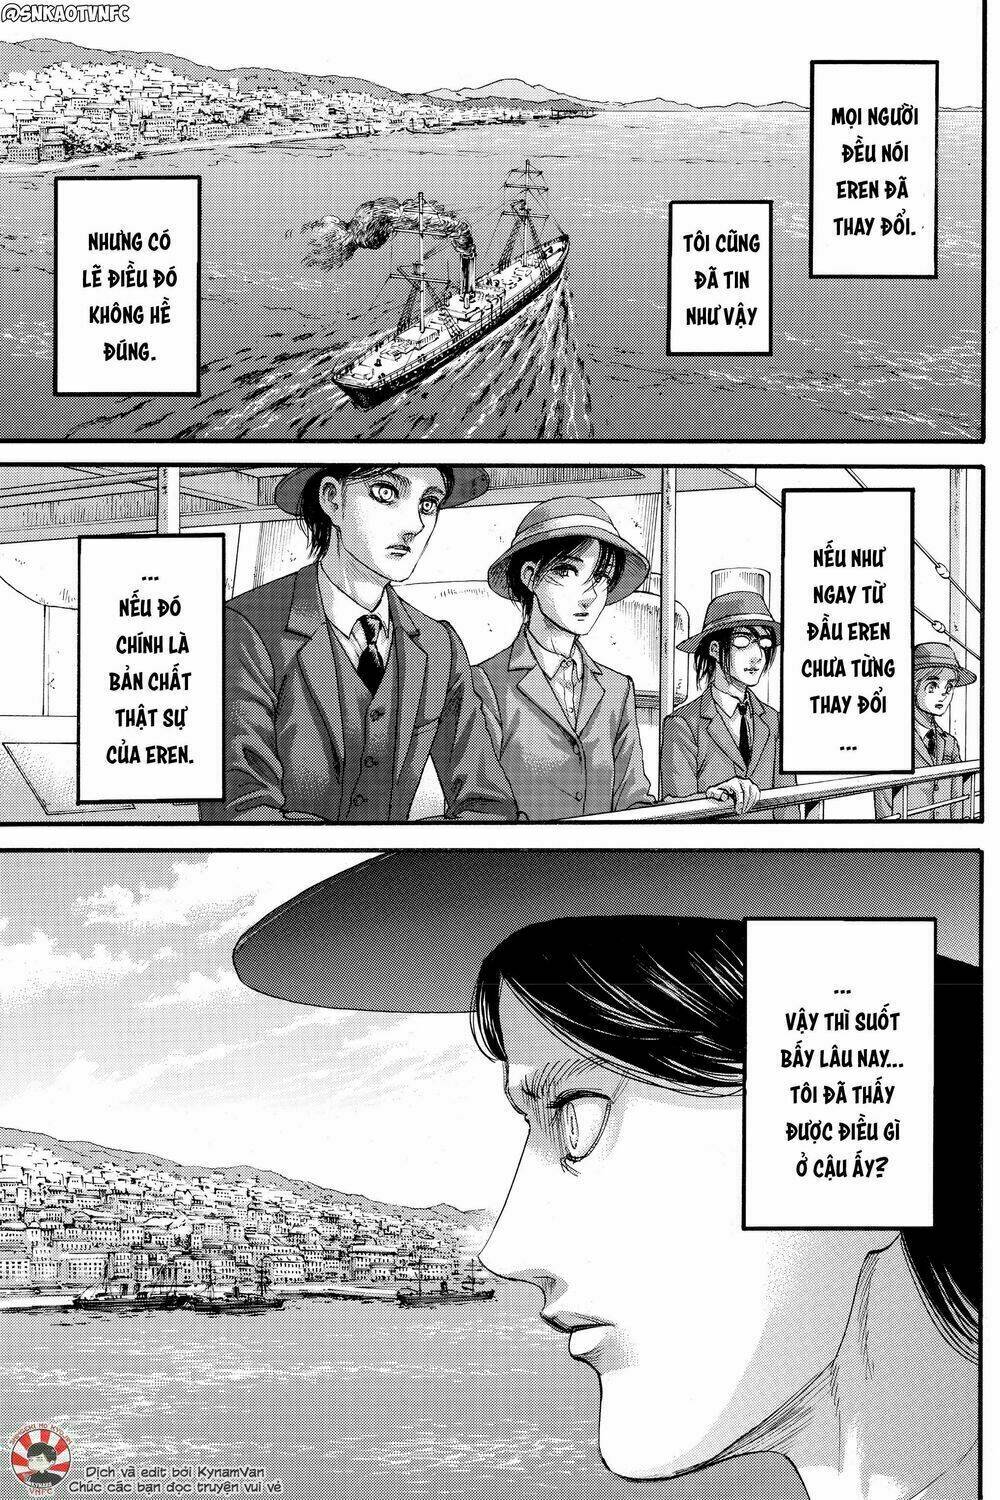 @SNKAOTVNFC
MỌI NGƯỜI
ĐỀU NÓI
EREN ĐÃ
THAY ĐỔI.
TÔI CŨNG
ĐÃ TIN
NHƯ VẬY
NHƯNG CÓ
LẼ ĐIỀU ĐÓ
KHÔNG HỀ
ĐÚNG.
NẾU NHƯ
NGAY TỪ
ĐẦU EREN
CHƯA TỪNG
THAY ĐỔI
...
...
NẾU ĐÓ
CHÍNH LÀ
BẢN CHẤT
THẬT SỰ
CỦA EREN.
...
VẬY THÌ SUỐT
BẤY LÂU NAY...
TÔI ĐÃ THẤY
ĐƯỢC ĐIỀU GÌ
Ở CẬU ẤY?
VNFC
Dịch và edit bởi KynamVan
Chúc các bạn đọc truyện vui vẻ